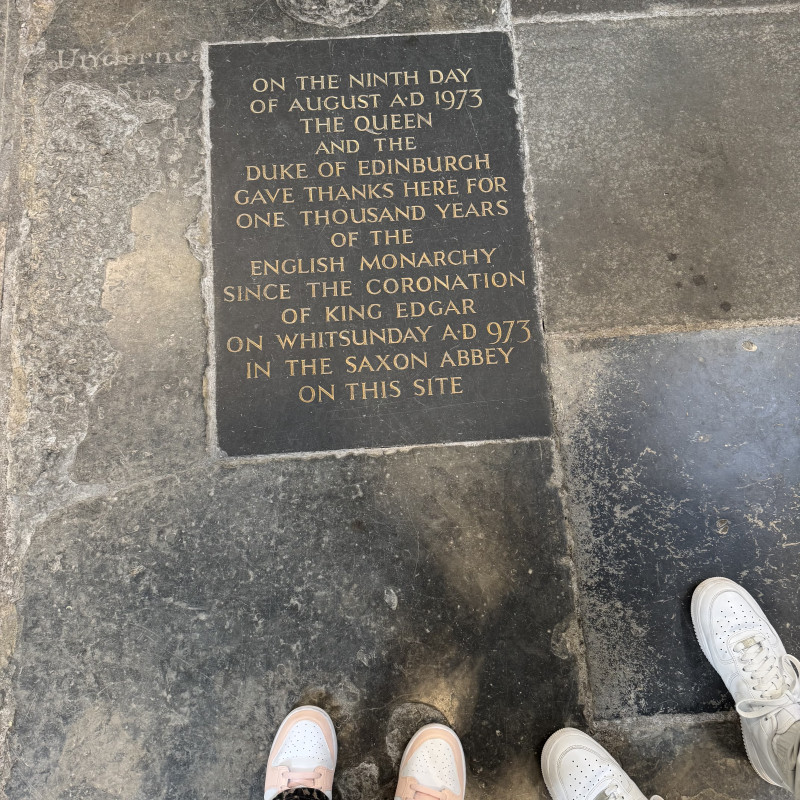 Underneath
ON THE NINTH DAY
OF AUGUST A·D 1973
THE QUEEN
AND THE
DUKE OF EDINBURGH
GAVE THANKS HERE FOR
ONE THOUSAND YEARS
OF THE
ENGLISH MONARCHY
SINCE THE CORONATION
OF KING EDGAR
ON WHITSUNDAY A·D 973
IN THE SAXON ABBEY
ON THIS SITE